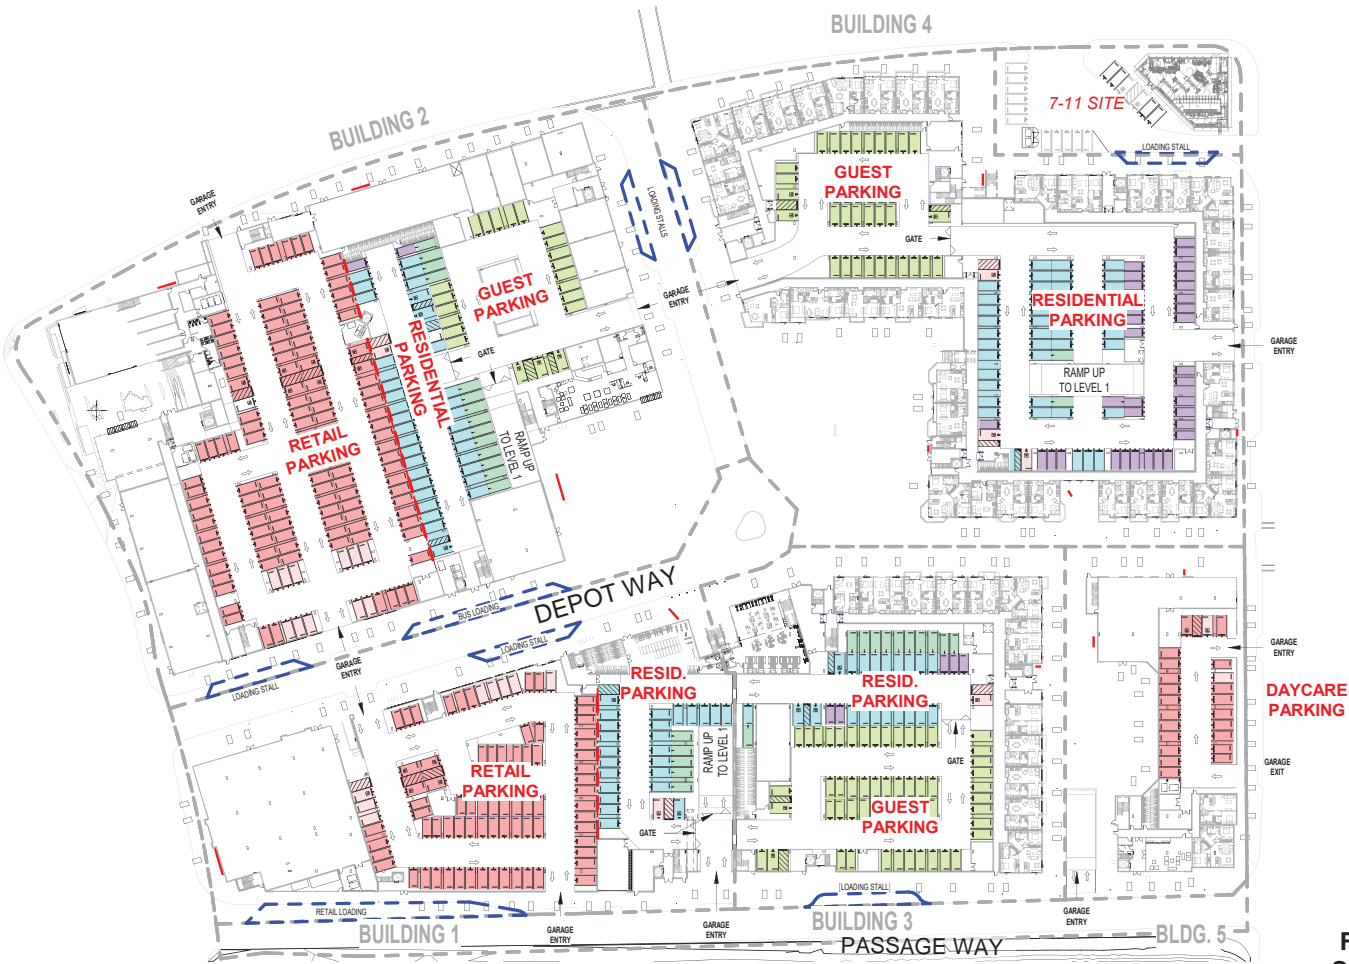 BUILDING 4
7-11 SITE
BUILDING 2
LOADING STALL
GUEST
PARKING
GARAGE
ENTRY
LOADING STALLS
GATE
GUEST
PARKING
GARAGE
ENTRY
RESIDENTIAL
PARKING
RESIDENTIAL
PARKING
GATE
GARAGE
ENTRY
RAMP UP
TO LEVEL 1
RETAIL
PARKING
RAMP UP
TO LEVEL
DEPOT WAY
BUS LOADING
LOADING STALL
GARAGE
ENTRY
LOADING STALL
RESID.
PARKING
RESID.
PARKING
GARAGE
ENTRY
DAYCARE
PARKING
RAMP UP
TO LEVEL 1
GATE
GARAGE
EXIT
RETAIL
PARKING
GUEST
PARKING
GATE
LOADING STALL
RETAIL LOADING
GARAGE
ENTRY
GARAGE
ENTRY
GARAGE
ENTRY
BUILDING 1
BUILDING 3
BLDG. 5
PASSAGE WAY